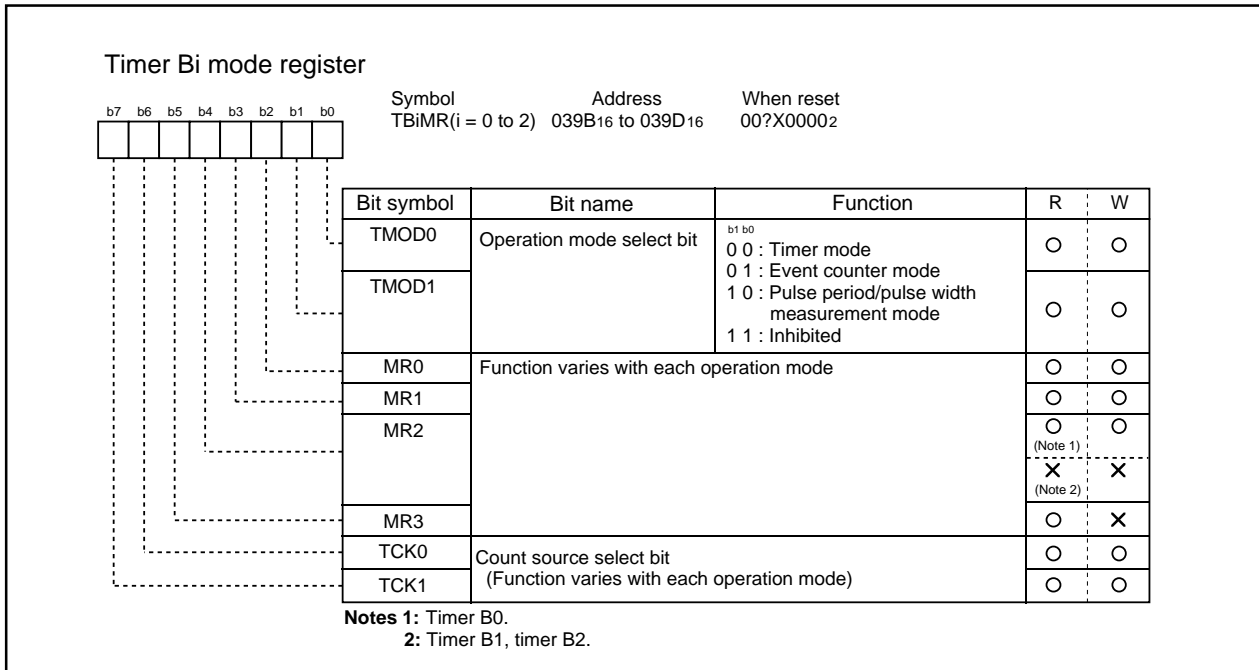 Timer Bi mode register
b7 b6 b5 b4 b3 b2 b1 b0
Symbol Address When reset
TBiMR(i = 0 to 2) 039B16 to 039D16 00?X00002
Bit symbol Bit name Function R W
TMOD0 Operation mode select bit b1 b0
0 0 : Timer mode
0 1 : Event counter mode
TMOD1 1 0 : Pulse period/pulse width
measurement mode
1 1 : Inhibited
MR0 Function varies with each operation mode
MR1
MR2
(Note 1)
(Note 2)
MR3
TCK0 Count source select bit
TCK1 (Function varies with each operation mode)
Notes 1: Timer B0.
2: Timer B1, timer B2.